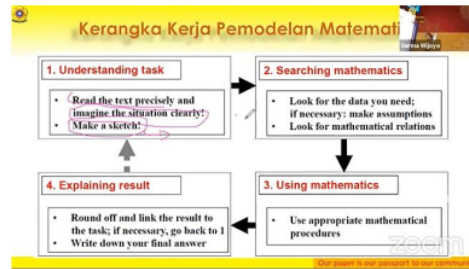 Kerangka Kerja Pemodelan Matemati
Darma Wijaya
1. Understanding task
Read the text precisely and
imagine the situation clearly!
Make a sketch!
2. Searching mathematics
Look for the data you need;
if necessary: make assumptions
Look for mathematical relations
4. Explaining result
Round off and link the result to
the task; if necessary, go back to 1
Write down your final answer
3. Using mathematics
Use appropriate mathematical
procedures
zoom
Our paper is our passport to our communi